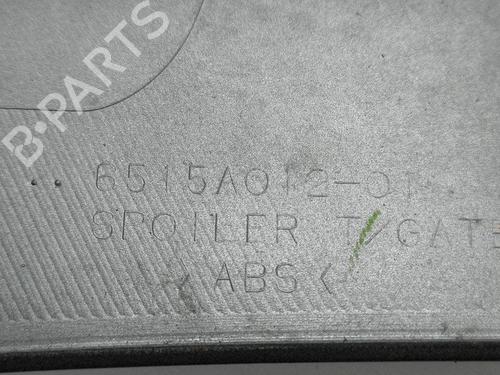 B-PARTS
6515A012-01
SPOILER T/GATE
> ABS <